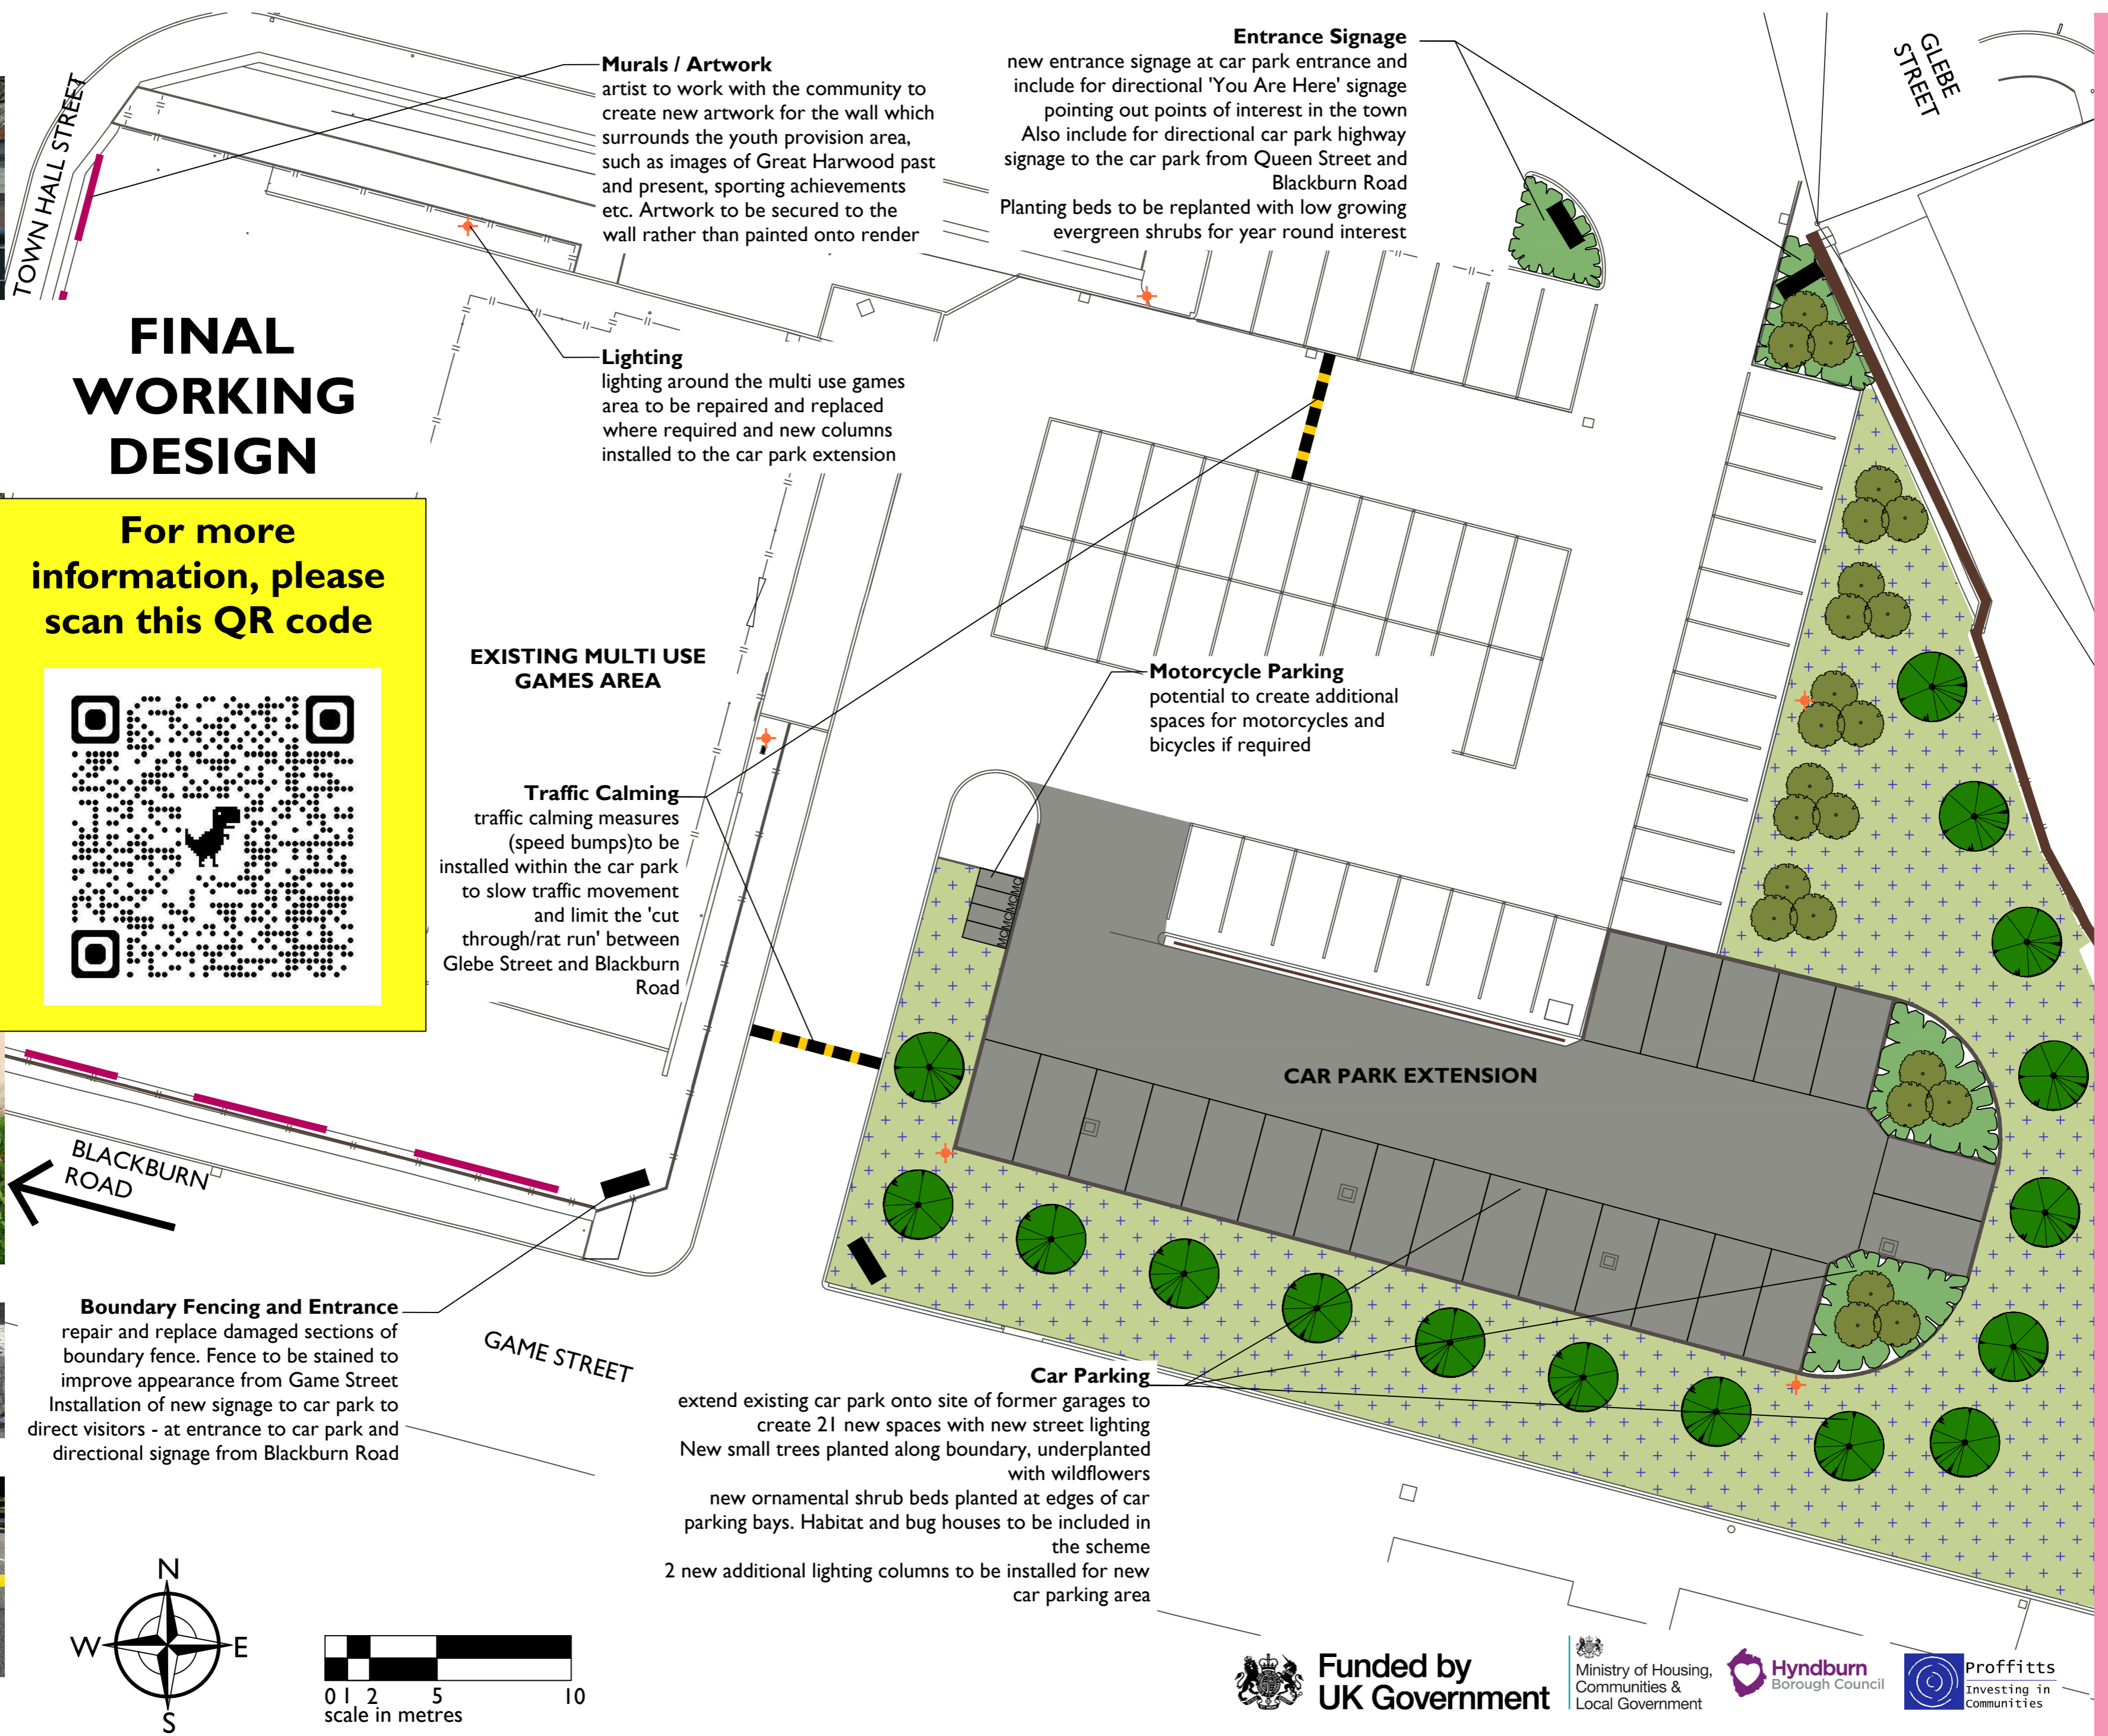 Murals / Artwork
artist to work with the community to
create new artwork for the wall which
surrounds the youth provision area,
such as images of Great Harwood past
and present, sporting achievements
etc. Artwork to be secured to the
wall rather than painted onto render
Entrance Signage
new entrance signage at car park entrance and
include for directional 'You Are Here' signage
pointing out points of interest in the town
Also include for directional car park highway
signage to the car park from Queen Street and
Blackburn Road
Planting beds to be replanted with low growing
evergreen shrubs for year round interest
GLEBE
STREET
TOWN HALL STREET
FINAL
WORKING
DESIGN
Lighting
lighting around the multi use games
area to be repaired and replaced
where required and new columns
installed to the car park extension
For more
information, please
scan this QR code
EXISTING MULTI USE
GAMES AREA
Motorcycle Parking
potential to create additional
spaces for motorcycles and
bicycles if required
Traffic Calming
traffic calming measures
(speed bumps)to be
installed within the car park
to slow traffic movement
and limit the 'cut
through/rat run' between
Glebe Street and Blackburn
Road
MCMCMCMCMC
CAR PARK EXTENSION
BLACKBURN
ROAD
Boundary Fencing and Entrance
repair and replace damaged sections of
boundary fence. Fence to be stained to
improve appearance from Game Street
Installation of new signage to car park to
direct visitors - at entrance to car park and
directional signage from Blackburn Road
GAME STREET
Car Parking
extend existing car park onto site of former garages to
create 21 new spaces with new street lighting
New small trees planted along boundary, underplanted
with wildflowers
new ornamental shrub beds planted at edges of car
parking bays. Habitat and bug houses to be included in
the scheme
2 new additional lighting columns to be installed for new
car parking area
N
W E
S
0 1 2 5 10
scale in metres
Funded by
UK Government
Ministry of Housing,
Communities &
Local Government
Hyndburn
Borough Council
Proffitts
Investing in
Communities